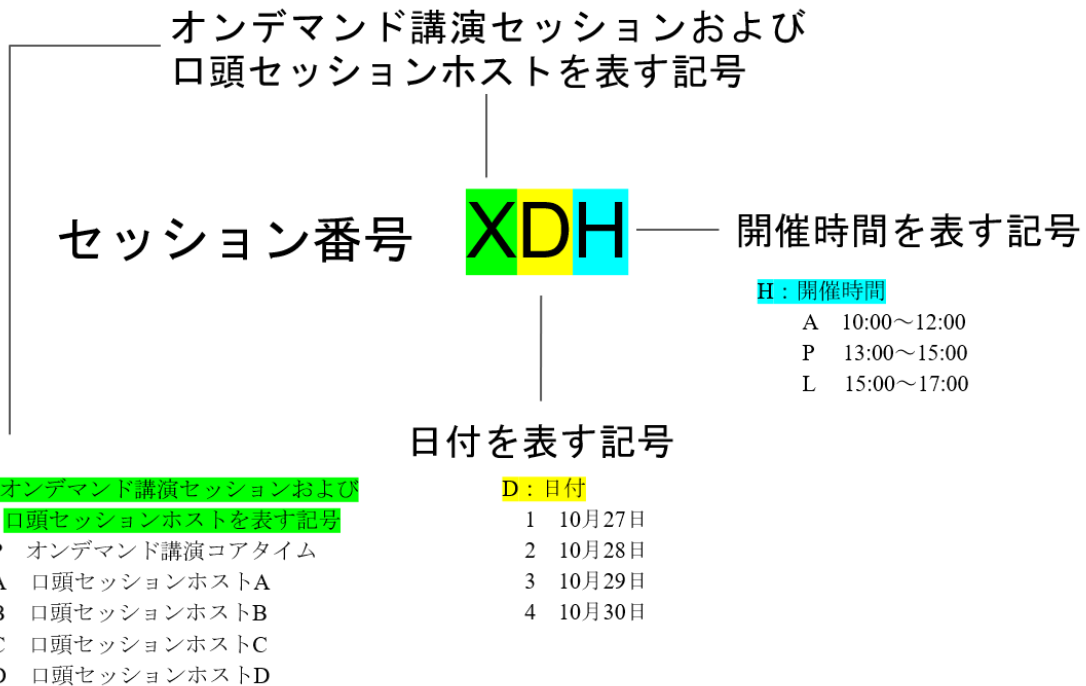 オンデマンド講演セッションおよび
口頭セッションホストを表す記号
セッション番号 XDH
開催時間を表す記号
H：開催時間
A 10:00～12:00
P 13:00～15:00
L 15:00～17:00
日付を表す記号
D：日付
1 10月27日
2 10月28日
3 10月29日
4 10月30日
オンデマンド講演セッションおよび
口頭セッションホストを表す記号
P オンデマンド講演コアタイム
A 口頭セッションホストA
B 口頭セッションホストB
C 口頭セッションホストC
D 口頭セッションホストD